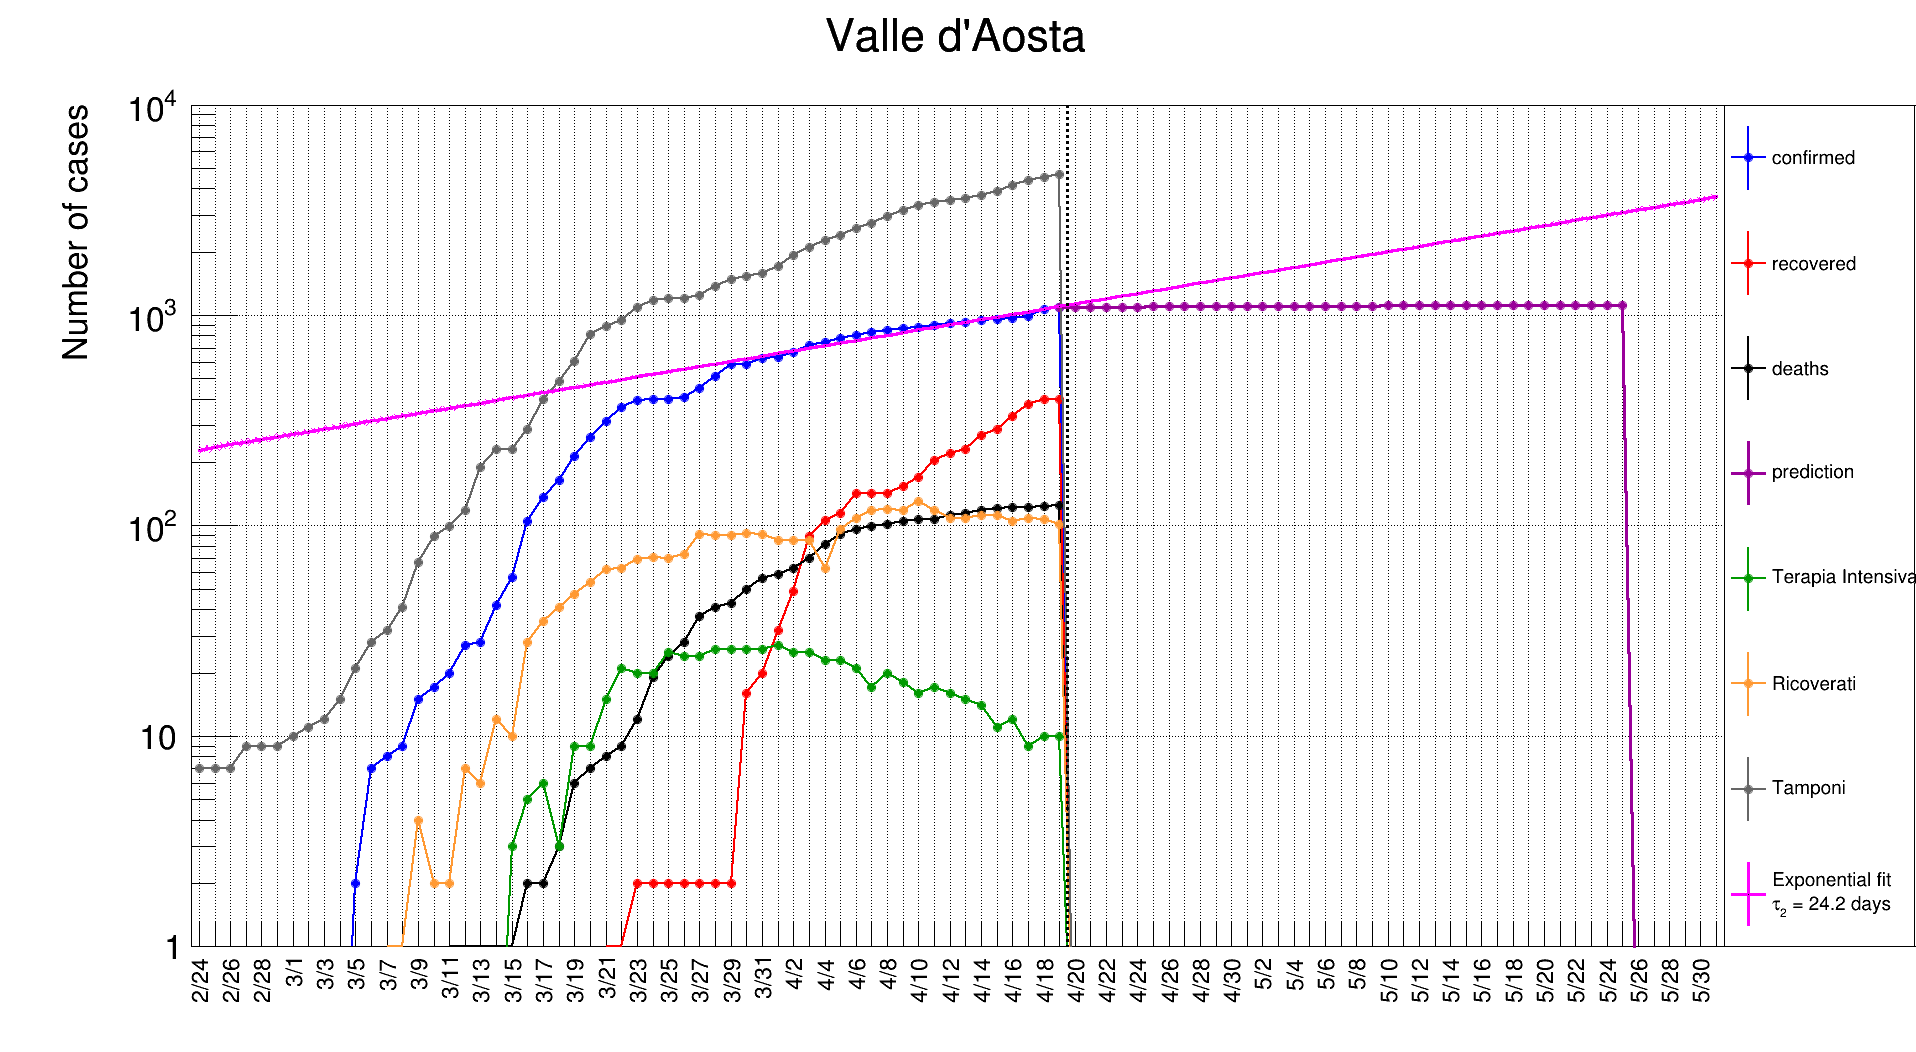 Valle d'Aosta
Number of cases
10⁴
10³
10²
10
1
2/24 2/26 2/28 3/1 3/3 3/5 3/7 3/9 3/11 3/13 3/15 3/17 3/19 3/21 3/23 3/25 3/27 3/29 3/31 4/2 4/4 4/6 4/8 4/10 4/12 4/14 4/16 4/18 4/20 4/22 4/24 4/26 4/28 4/30 5/2 5/4 5/6 5/8 5/10 5/12 5/14 5/16 5/18 5/20 5/22 5/24 5/26 5/28 5/30
confirmed
recovered
deaths
prediction
Terapia Intensiva
Ricoverati
Tamponi
Exponential fit
τ₂ = 24.2 days